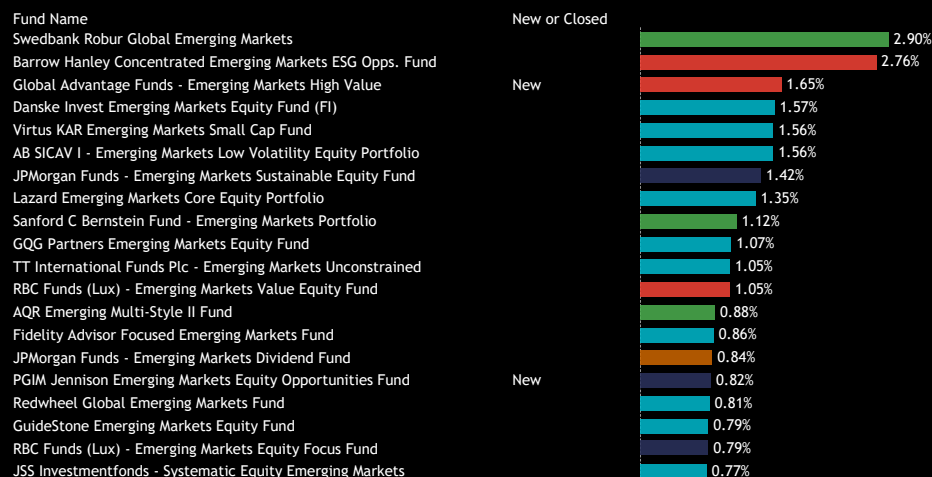 Fund Name New or Closed
Swedbank Robur Global Emerging Markets 2.90%
Barrow Hanley Concentrated Emerging Markets ESG Opps. Fund 2.76%
Global Advantage Funds - Emerging Markets High Value New 1.65%
Danske Invest Emerging Markets Equity Fund (FI) 1.57%
Virtus KAR Emerging Markets Small Cap Fund 1.56%
AB SICAV I - Emerging Markets Low Volatility Equity Portfolio 1.56%
JPMorgan Funds - Emerging Markets Sustainable Equity Fund 1.42%
Lazard Emerging Markets Core Equity Portfolio 1.35%
Sanford C Bernstein Fund - Emerging Markets Portfolio 1.12%
GQG Partners Emerging Markets Equity Fund 1.07%
TT International Funds Plc - Emerging Markets Unconstrained 1.05%
RBC Funds (Lux) - Emerging Markets Value Equity Fund 1.05%
AQR Emerging Multi-Style II Fund 0.88%
Fidelity Advisor Focused Emerging Markets Fund 0.86%
JPMorgan Funds - Emerging Markets Dividend Fund 0.84%
PGIM Jennison Emerging Markets Equity Opportunities Fund New 0.82%
Redwheel Global Emerging Markets Fund 0.81%
GuideStone Emerging Markets Equity Fund 0.79%
RBC Funds (Lux) - Emerging Markets Equity Focus Fund 0.79%
JSS Investmentfonds - Systematic Equity Emerging Markets 0.77%